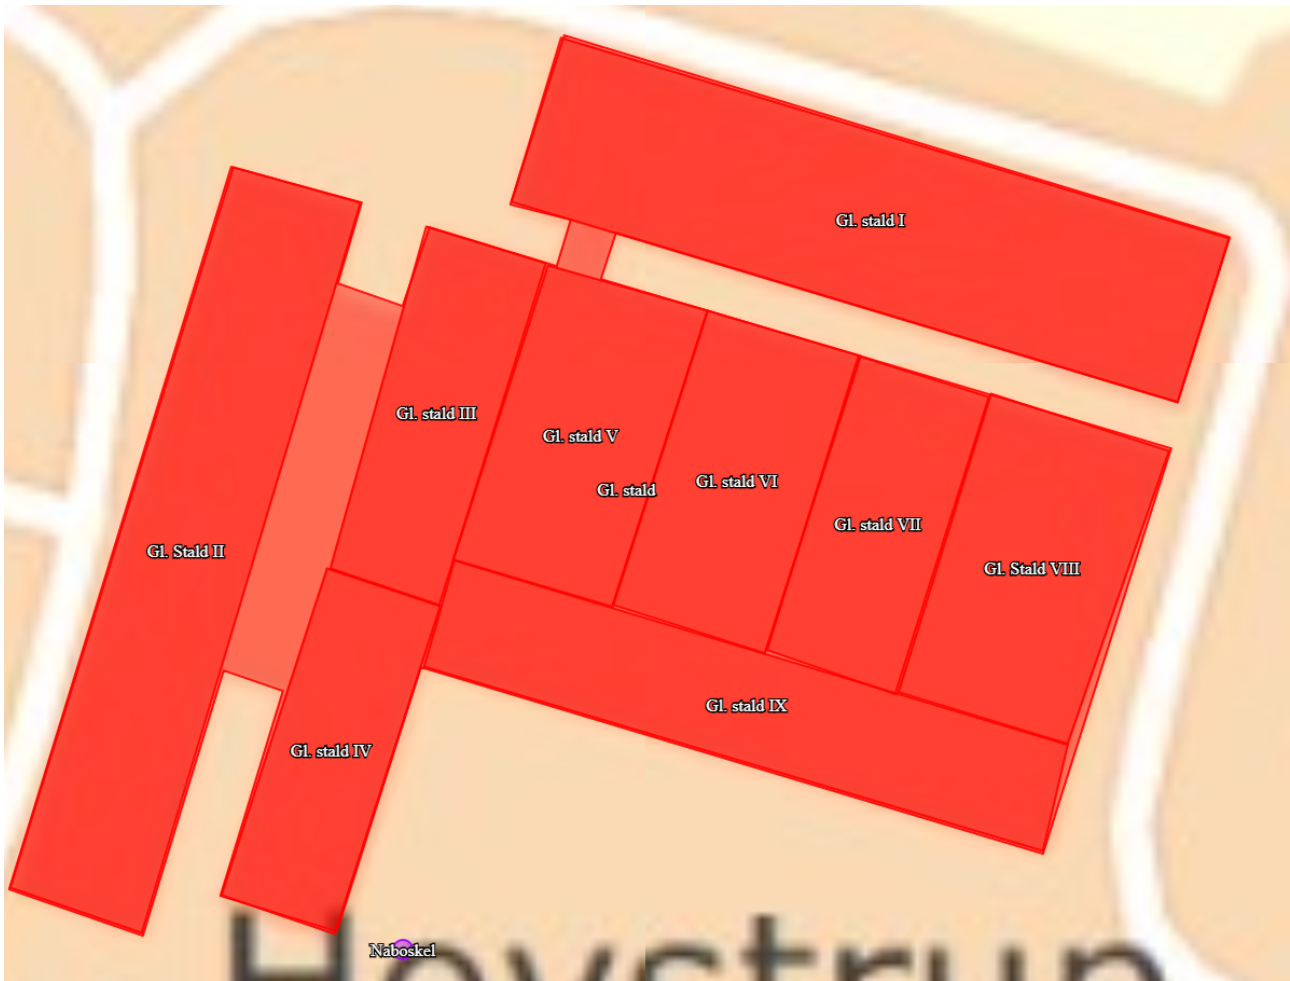 Gl. stald I
Gl. stald III
Gl. stald V
Gl. stald VI
Gl. stald
Gl. stald VII
Gl. Stald II
Gl. Stald VIII
Gl. stald IX
Gl. stald IV
Naboskel
Høvstrup